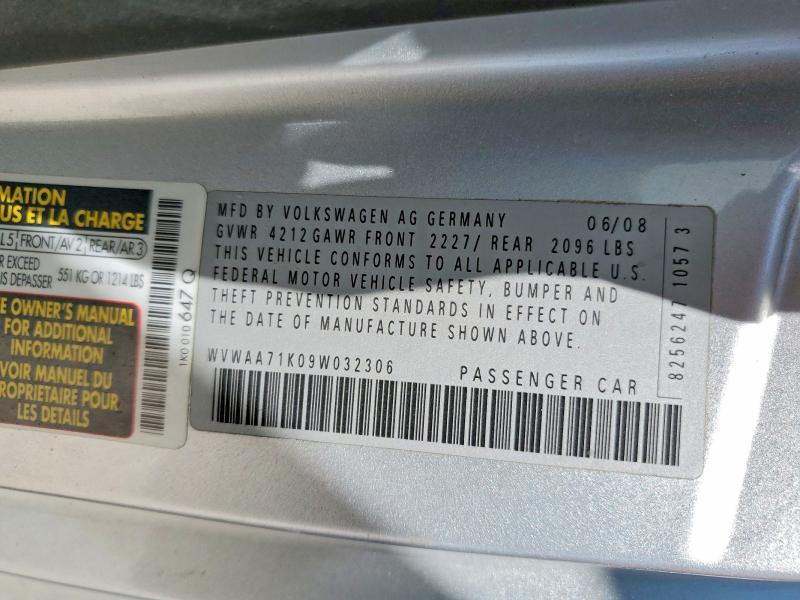 MATION
US ET LA CHARGE
L 5 FRONT/AV 2 REAR/AR 3
R EXCEED
IS DEPASSER 551 KG OR 1214 LBS
E OWNER'S MANUAL
FOR ADDITIONAL
INFORMATION
VOIR MANUEL DU
PROPRIETAIRE POUR
LES DETAILS
1K0 010 647 Q
MFD BY VOLKSWAGEN AG GERMANY 06/08
GVWR 4212 GAWR FRONT 2227/ REAR 2096 LBS
THIS VEHICLE CONFORMS TO ALL APPLICABLE U.S.
FEDERAL MOTOR VEHICLE SAFETY, BUMPER AND
THEFT PREVENTION STANDARDS IN EFFECT ON
THE DATE OF MANUFACTURE SHOWN ABOVE.
WVWAA71K09W032306 PASSENGER CAR
8256247 1057 3